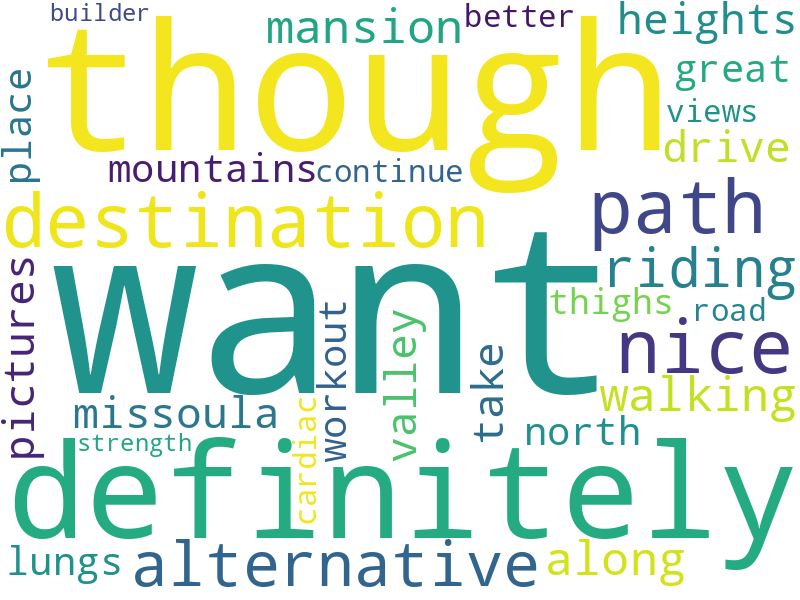 builder
better
heights
mansion
though
great
views
drive
place
mountains
continue
destination
path
want
riding
thighs
road
pictures
nice
workout
valley
take
walking
missoula
cardiac
north
strength
definitely
lungs
alternative
along